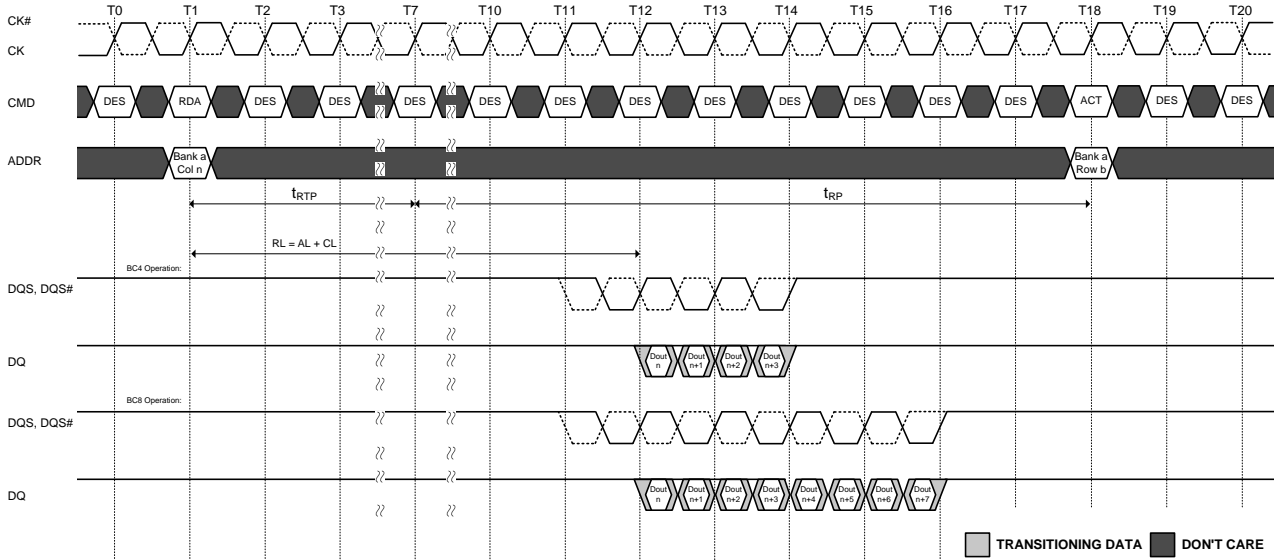 T0 T1 T2 T3 T7 T10 T11 T12 T13 T14 T15 T16 T17 T18 T19 T20
CK#
CK
CMD DES RDA DES DES DES DES DES DES DES DES DES DES DES ACT DES DES
ADDR
Bank a
Col n
Bank a
Row b
tRTP tRP
RL = AL + CL
BC4 Operation:
DQS, DQS#
DQ
Dout
n
Dout
n+1
Dout
n+2
Dout
n+3
BC8 Operation:
DQS, DQS#
DQ
Dout
n
Dout
n+1
Dout
n+2
Dout
n+3
Dout
n+4
Dout
n+5
Dout
n+6
Dout
n+7
TRANSITIONING DATA DON'T CARE